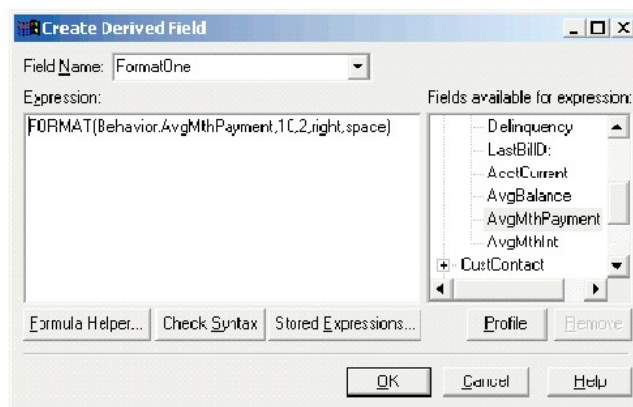 Create Derived Field
Field Name: FormatOne
Expression:
Fields available for expression:
FORMAT(Behavior.AvgMthPayment,10,2,right,space)
Delinquency
LastBillD:
AcctCurrent
AvgBalance
AvgMthPayment
AvgMthInt
CustContact
Formula Helper...
Check Syntax
Stored Expressions...
Profile
Remove
OK
Cancel
Help